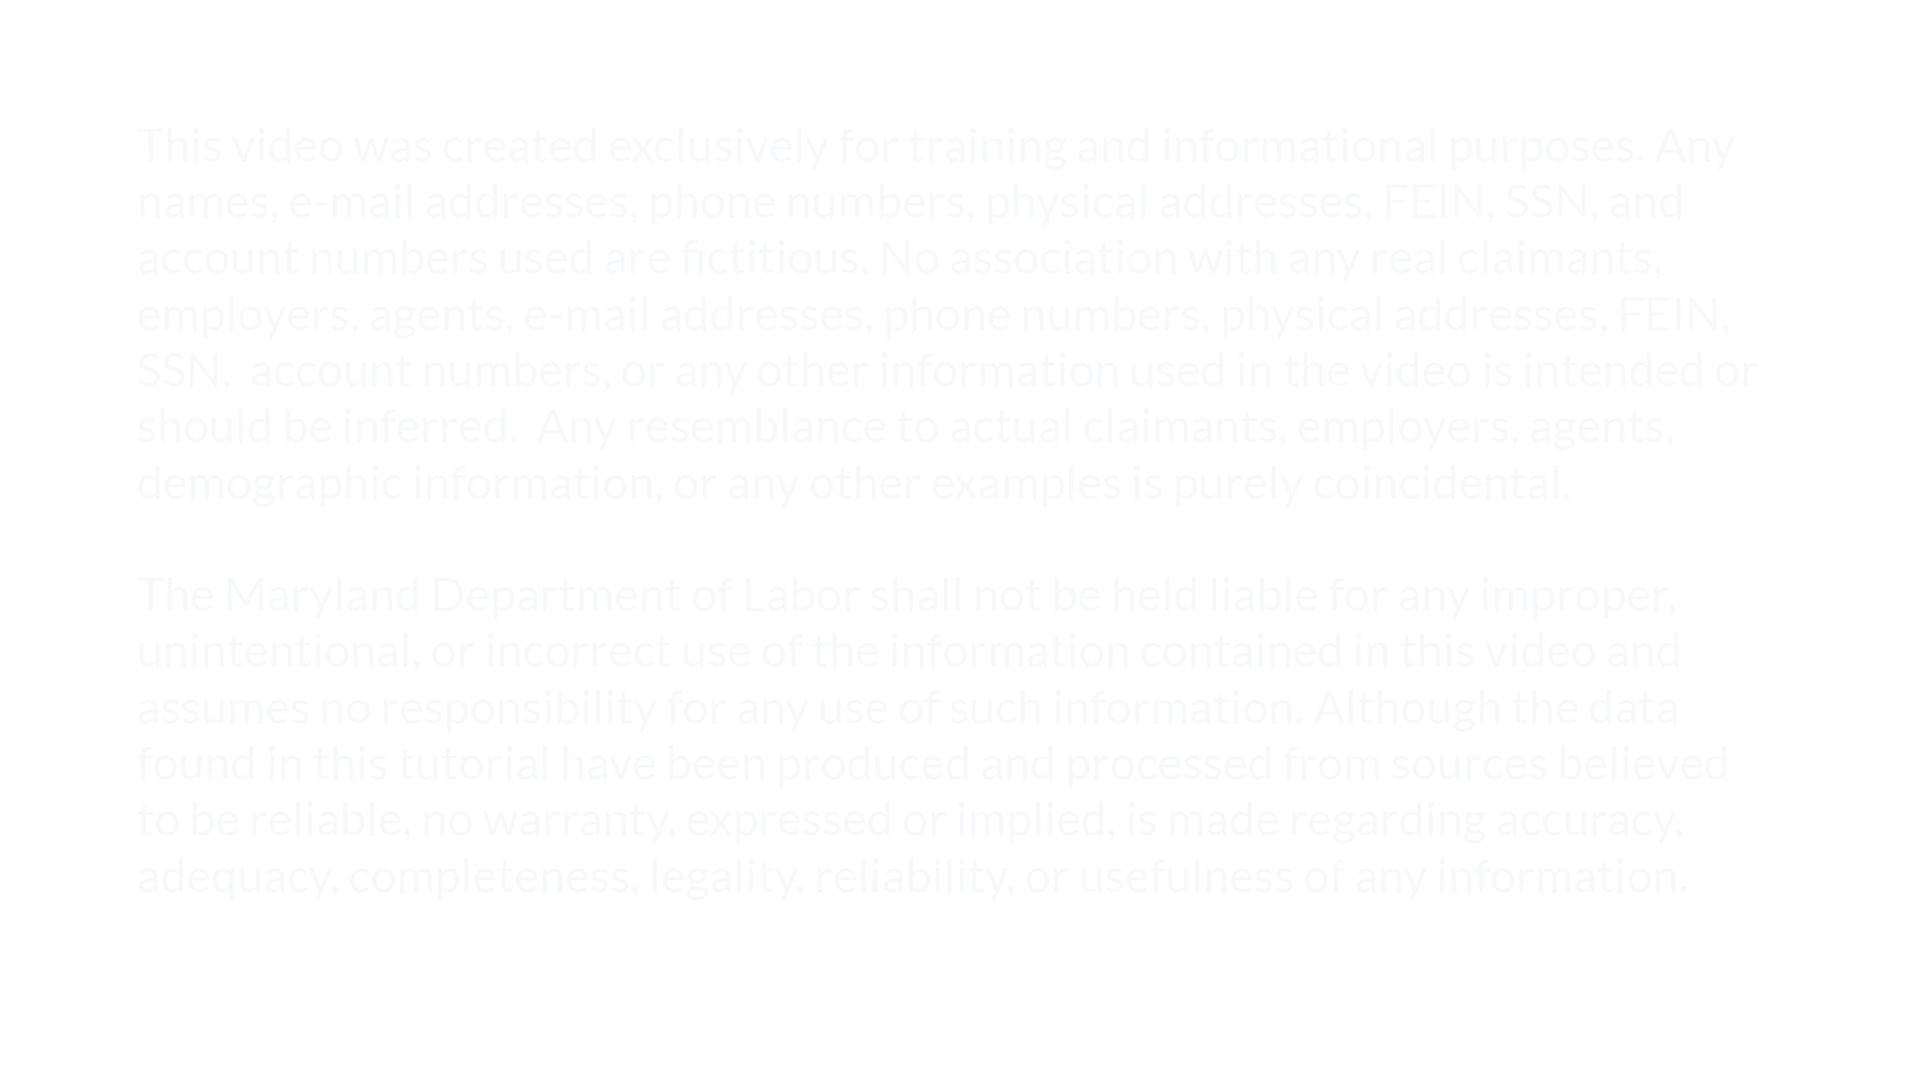 This video was created exclusively for training and informational purposes. Any
names, e-mail addresses, phone numbers, physical addresses, FEIN, SSN, and
account numbers used are fictitious. No association with any real claimants,
employers, agents, e-mail addresses, phone numbers, physical addresses, FEIN,
SSN,  account numbers, or any other information used in the video is intended or
should be inferred.  Any resemblance to actual claimants, employers, agents,
demographic information, or any other examples is purely coincidental.
The Maryland Department of Labor shall not be held liable for any improper,
unintentional, or incorrect use of the information contained in this video and
assumes no responsibility for any use of such information. Although the data
found in this tutorial have been produced and processed from sources believed
to be reliable, no warranty, expressed or implied, is made regarding accuracy,
adequacy, completeness, legality, reliability, or usefulness of any information.